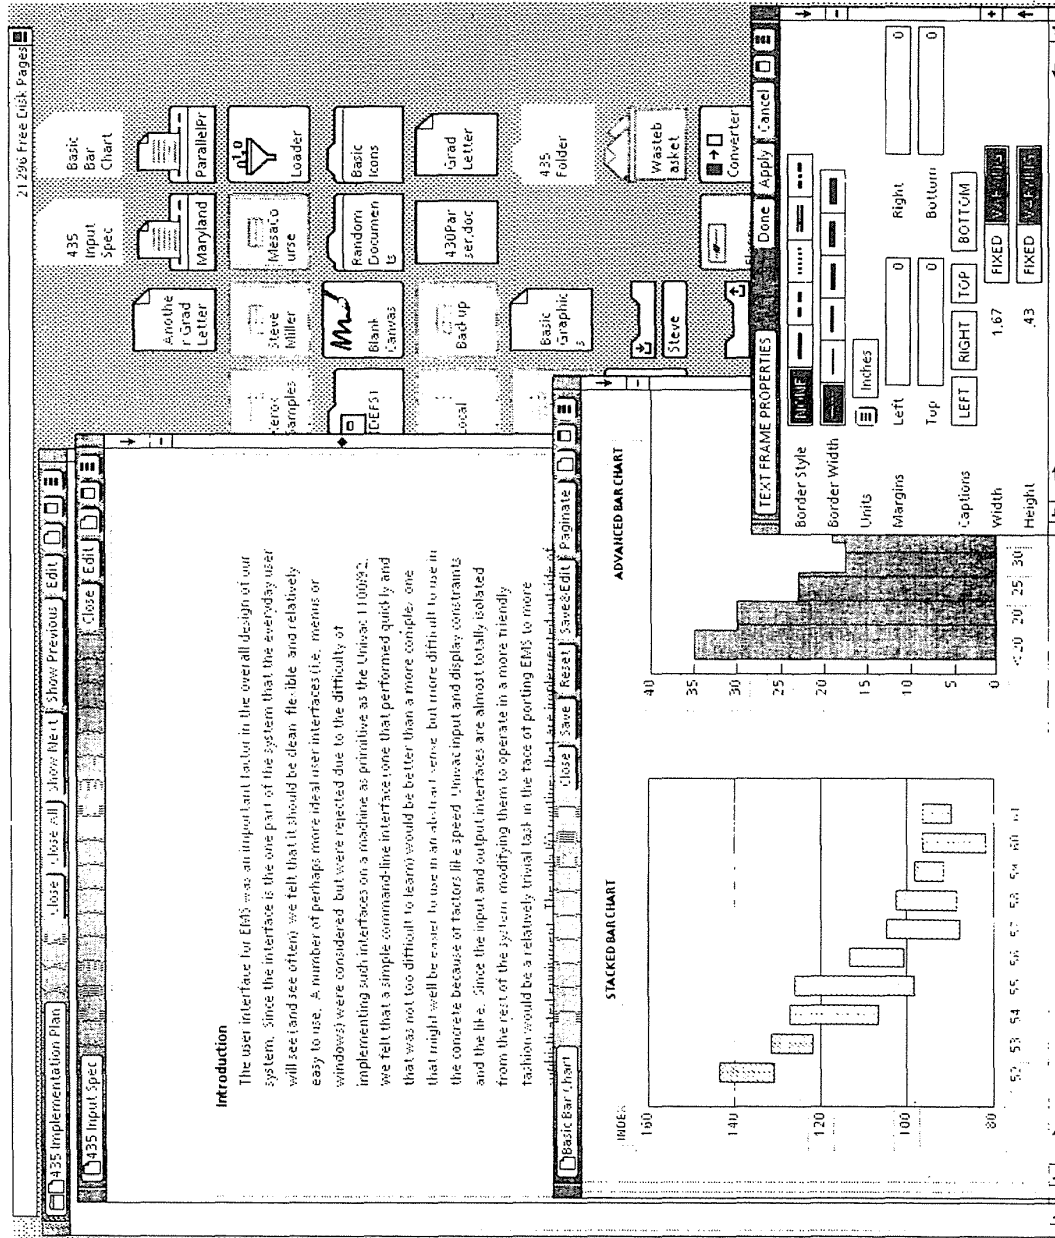 21296 Free Disk Pages
435 Implementation Plan
Close
Close All
Show Next
Show Previous
Edit
435 Input Spec
Close
Edit
Introduction
The user interface for EMS was an important factor in the overall design of our
system. Since the interface is the one part of the system that the everyday user
will see (and see often) we felt that it should be clean flexible and relatively
easy to use. A number of perhaps more ideal user interfaces (i.e. menus or
windows) were considered but were rejected due to the difficulty of
implementing such interfaces on a machine as primitive as the Univac 1100/92.
We felt that a simple command-line interface (one that performed quickly and
that was not too difficult to learn) would be better than a more complex one
that might well be easier to use in an abstract sense but more difficult to use in
the concrete because of factors like speed Univac input and display constraints
and the like. Since the input and output interfaces are almost totally isolated
from the rest of the system modifying them to operate in a more friendly
fashion would be a relatively trivial task in the face of porting EMS to more
435
Input
Spec
Basic
Bar
Chart
Anothe
r Grad
Letter
Maryland
ParallelPr
Xerox
Samples
Steve
Miller
MesaCo
urse
Loader
Blank
Canvas
Random
Documen
ts
Basic
Icons
Local
Backup
430Par
ser.doc
Grad
Letter
Basic
Graphic
s
435
Folder
Steve
Wasteb
asket
Converter
Basic Bar Chart
Close
Save
Reset
Save&Edit
Paginate
STACKED BAR CHART
INDEX
160
140
120
100
80
52 53 54 55 56 57 58 59 60 61
ADVANCED BAR CHART
40
35
30
25
20
15
10
5
0
<20 20 25 30
TEXT FRAME PROPERTIES
Done
Apply
Cancel
Border Style
NONE
Border Width
Units
Inches
Margins
Left
0
Right
0
Top
0
Bottom
0
Captions
LEFT
RIGHT
TOP
BOTTOM
Width
1.67
FIXED
VARYING
Height
.43
FIXED
VARYING